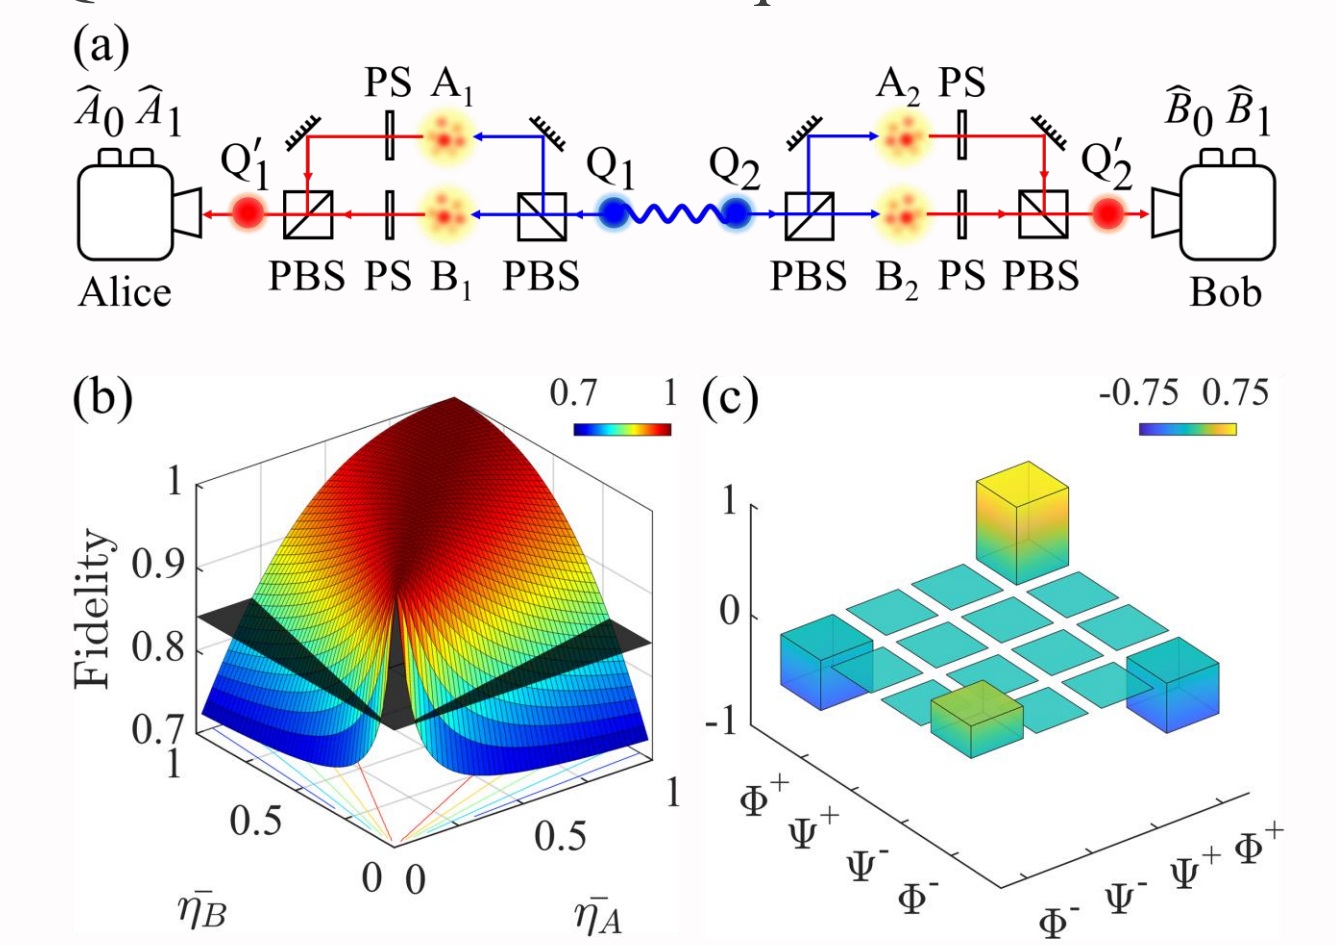 (a)
PS A₁ A₂ PS
Â₀ Â₁ B̂₀ B̂₁
Q′₁ Q₁ Q₂ Q′₂
PBS PS B₁ PBS PBS B₂ PS PBS
Alice Bob
(b)
0.7 1
Fidelity
1
0.9
0.8
0.7
1
0.5
0
0
0.5
1
η̄_B
η̄_A
(c)
-0.75 0.75
1
0
-1
Φ⁺
Ψ⁺
Ψ⁻
Φ⁻
Φ⁻
Ψ⁻
Ψ⁺
Φ⁺